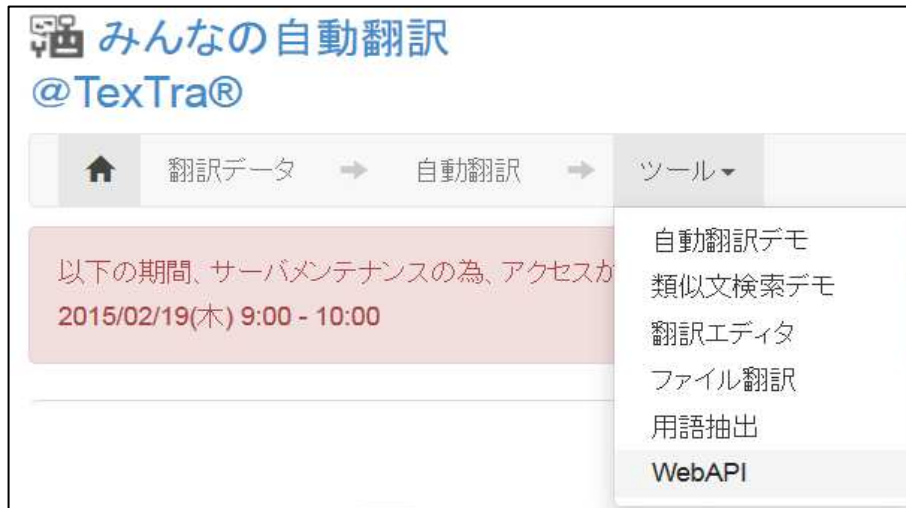 みんなの自動翻訳
@TexTra®
翻訳データ
自動翻訳
ツール
以下の期間、サーバメンテナンスの為、アクセスが
2015/02/19(木) 9:00 - 10:00
自動翻訳デモ
類似文検索デモ
翻訳エディタ
ファイル翻訳
用語抽出
WebAPI